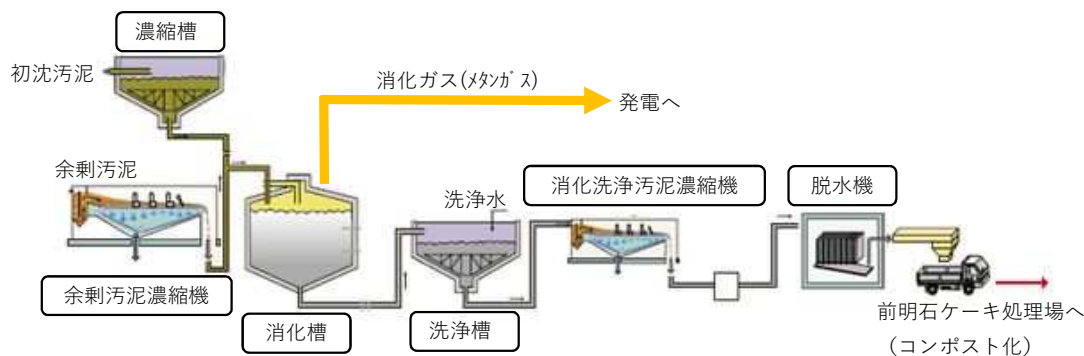 濃縮槽
初沈汚泥
消化ガス(メタンガス)
発電へ
余剰汚泥
余剰汚泥濃縮機
消化槽
洗浄水
洗浄槽
消化洗浄汚泥濃縮機
脱水機
前明石ケーキ処理場へ
(コンポスト化)